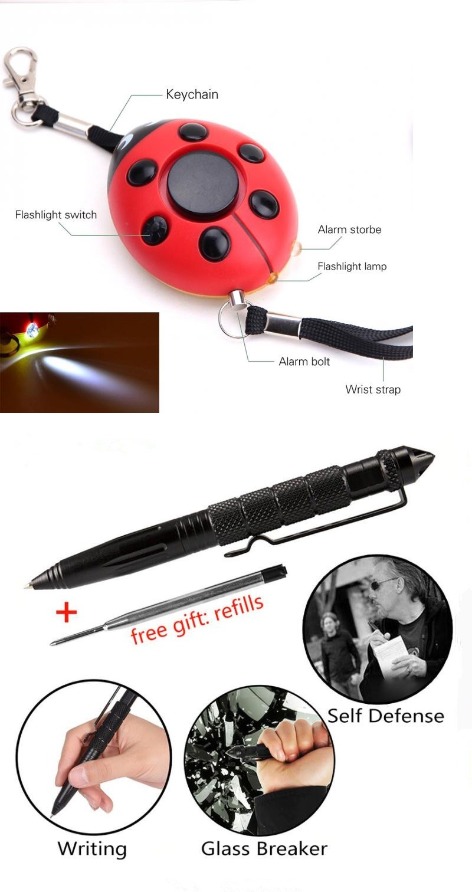 Keychain
Flashlight switch
Alarm storbe
Flashlight lamp
Alarm bolt
Wrist strap
+
free gift: refills
Self Defense
Writing
Glass Breaker